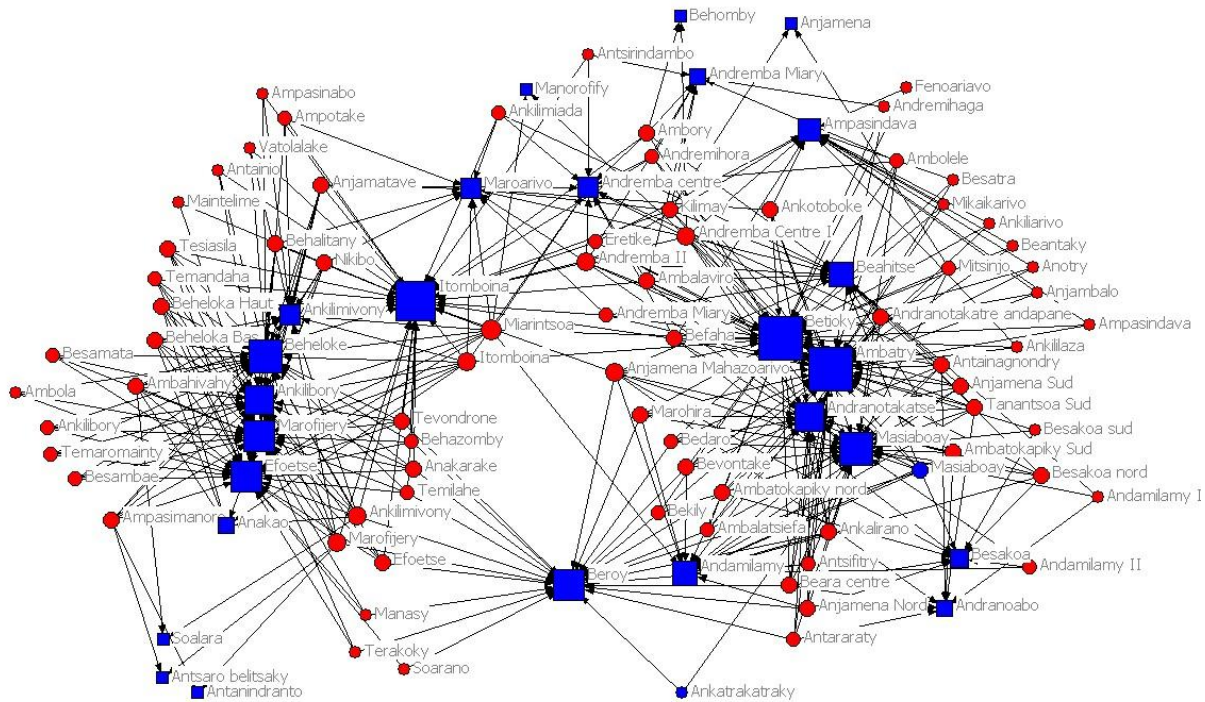 Behomby
Anjamena
Antsirindambo
Andremba Miary
Fenoariavo
Manorofify
Ampasinabo
Andremihaga
Ankilimiada
Ampotake
Ambory
Ampasindava
Vatolalake
Andremihora
Ambolele
Antainio
Besatra
Anjamatave
Maroarivo
Andremba centre
Maintelime
Mikaikarivo
Kilimay
Ankotoboke
Ankiliarivo
Andremba Centre I
Behalitany
Eretike
Beantaky
Tesiasila
Nikibo
Andremba II
Mitsinjo
Anotry
Temandaha
Ambalaviro
Beahitse
Anjambalo
Itomboina
Beheloka Haut
Ankilimivony
Andremba Miary
Andranotakatre andapane
Ampasindava
Miarintsoa
Befaha
Betioky
Beheloka Bas
Ankililaza
Beheloke
Besamata
Itomboina
Antainagnondry
Ambatry
Anjamena Mahazoarivo
Ambahivahy
Anjamena Sud
Ambola
Ankilibory
Tanantsoa Sud
Marohira
Andranotakatse
Tevondrone
Ankilibory
Besakoa sud
Marofijery
Behazomby
Bedaro
Masiaboay
Ambatokapiky Sud
Temaromainty
Bevontake
Anakarake
Masiaboay
Besakoa nord
Besambae
Efoetse
Temilahe
Ambatokapiky nord
Andamilamy I
Bekily
Ampasimanoro
Ankilimivony
Anakao
Ambalatsiefa
Ankalirano
Marofijery
Besakoa
Efoetse
Antsifitry
Andamilamy II
Andamilamy
Beroy
Beara centre
Anjamena Nord
Andranoabo
Manasy
Soalara
Antararaty
Terakoky
Soarano
Antsaro belitsaky
Antanindranto
Ankatrakatraky